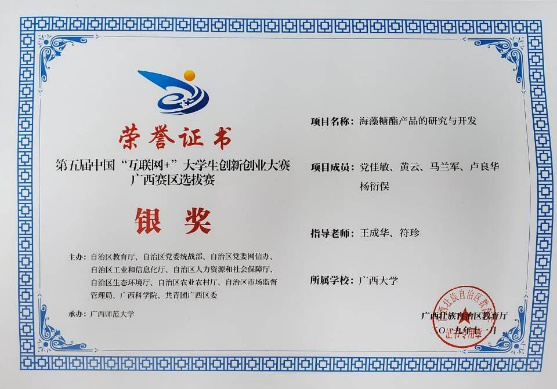 荣誉证书
第五届中国“互联网+”大学生创新创业大赛
广西赛区选拔赛
银奖
主办：自治区教育厅、自治区党委统战部、自治区党委网信办、
自治区工业和信息化厅、自治区人力资源和社会保障厅、
自治区生态环境厅、自治区农业农村厅、自治区市场监督
管理局、广西科学院、共青团广西区委
承办：广西师范大学
项目名称：海藻糖酯产品的研究与开发
项目成员：党佳敏、黄云、马兰军、卢良华
杨衍保
指导老师：王成华、符珍
所属学校：广西大学
广西壮族自治区教育厅
二〇一九年十一月